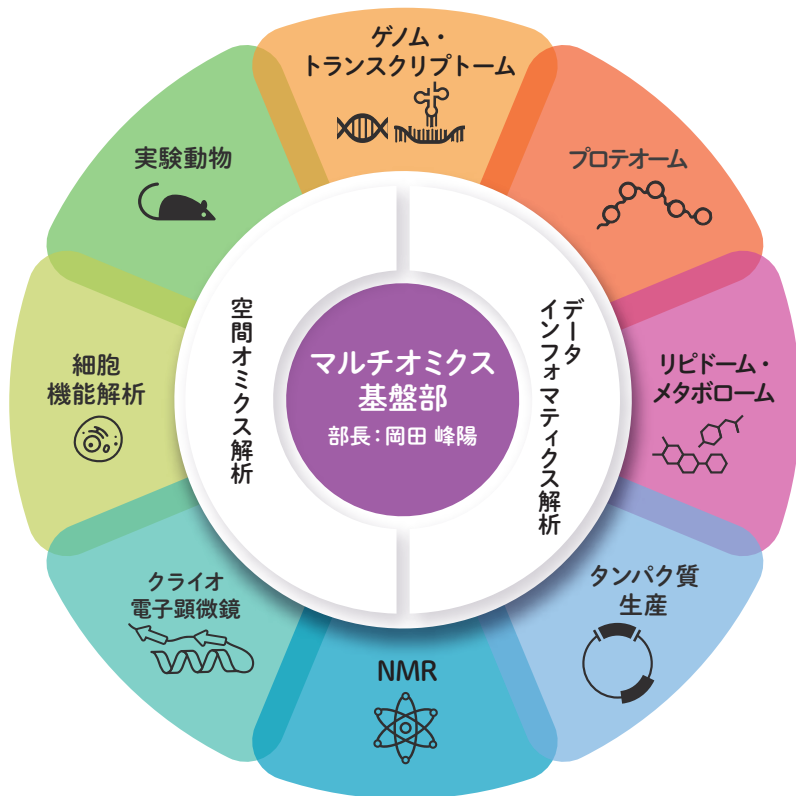 ゲノム・
トランスクリプトーム
プロテオーム
リピドーム・
メタボローム
タンパク質
生産
NMR
クライオ
電子顕微鏡
細胞
機能解析
実験動物
空間オミクス解析
データ
インフォマティクス解析
マルチオミクス
基盤部
部長:岡田 峰陽